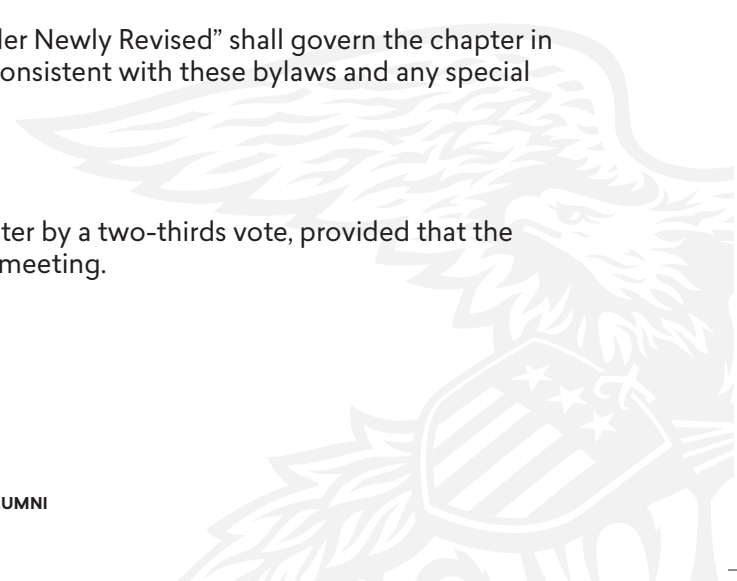 ler Newly Revised” shall govern the chapter in
onsistent with these bylaws and any special
ter by a two-thirds vote, provided that the
meeting.
UMNI